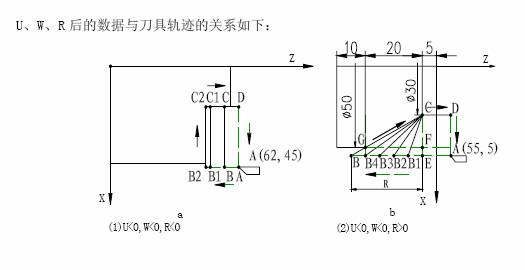 U、W、R后的数据与刀具轨迹的关系如下：
10 20 5
Z Z
C2 C1 C D
Ø50
Ø30
C D
G F
A(62,45)
A(55,5)
B2 B1 B A
B B4 B3 B2 B1 E
R
X X
a b
(1)U<0,W<0,R<0
(2)U<0,W<0,R>0